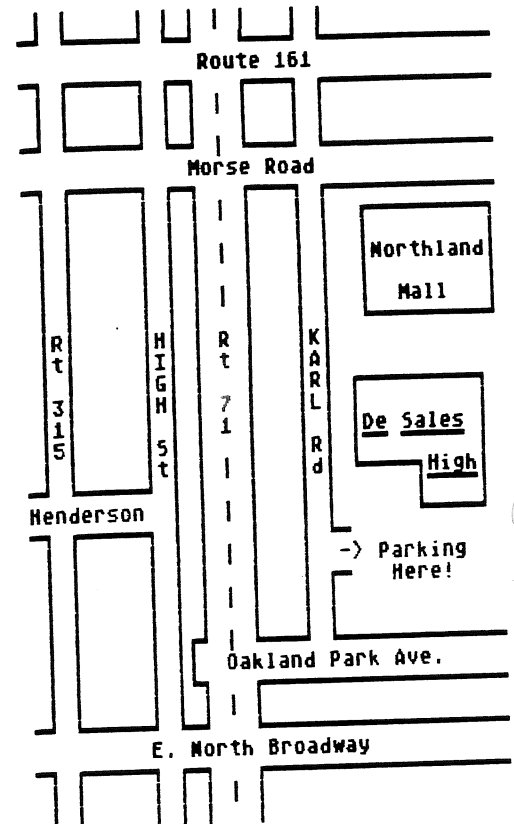 Route 161
Morse Road
Northland
Mall
Rt 315
HIGH St
Rt 71
KARL Rd
De Sales
High
Henderson
-> Parking
Here!
Oakland Park Ave.
E. North Broadway